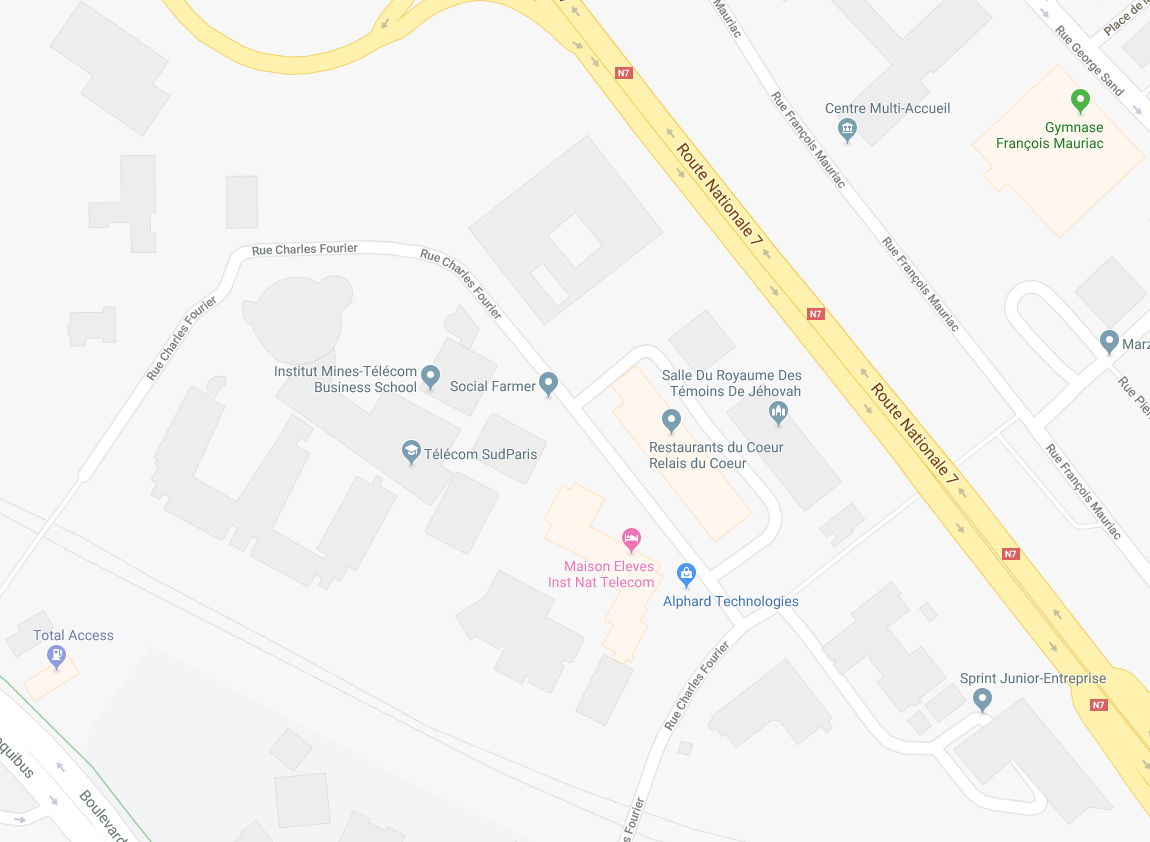 Mauriac
Place de l
Rue George Sand
N7
Centre Multi-Accueil
Rue François Mauriac
Gymnase
François Mauriac
Route Nationale 7
Rue Charles Fourier
Rue Charles Fourier
Rue François Mauriac
Rue Charles Fourier
N7
Marz
Institut Mines-Télécom
Business School
Social Farmer
Salle Du Royaume Des
Témoins De Jéhovah
Rue Pier
Restaurants du Coeur
Relais du Coeur
Route Nationale 7
Télécom SudParis
Rue François Mauriac
N7
Maison Eleves
Inst Nat Telecom
Alphard Technologies
Total Access
Rue Charles Fourier
Sprint Junior-Entreprise
N7
oquibus
Boulevard
s Fourier